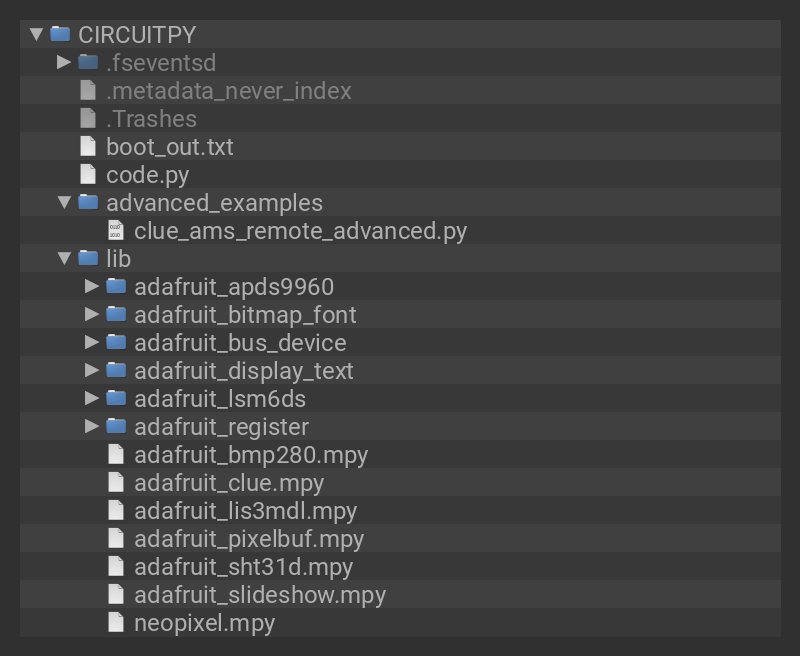 CIRCUITPY
.fseventsd
.metadata_never_index
.Trashes
boot_out.txt
code.py
advanced_examples
clue_ams_remote_advanced.py
lib
adafruit_apds9960
adafruit_bitmap_font
adafruit_bus_device
adafruit_display_text
adafruit_lsm6ds
adafruit_register
adafruit_bmp280.mpy
adafruit_clue.mpy
adafruit_lis3mdl.mpy
adafruit_pixelbuf.mpy
adafruit_sht31d.mpy
adafruit_slideshow.mpy
neopixel.mpy